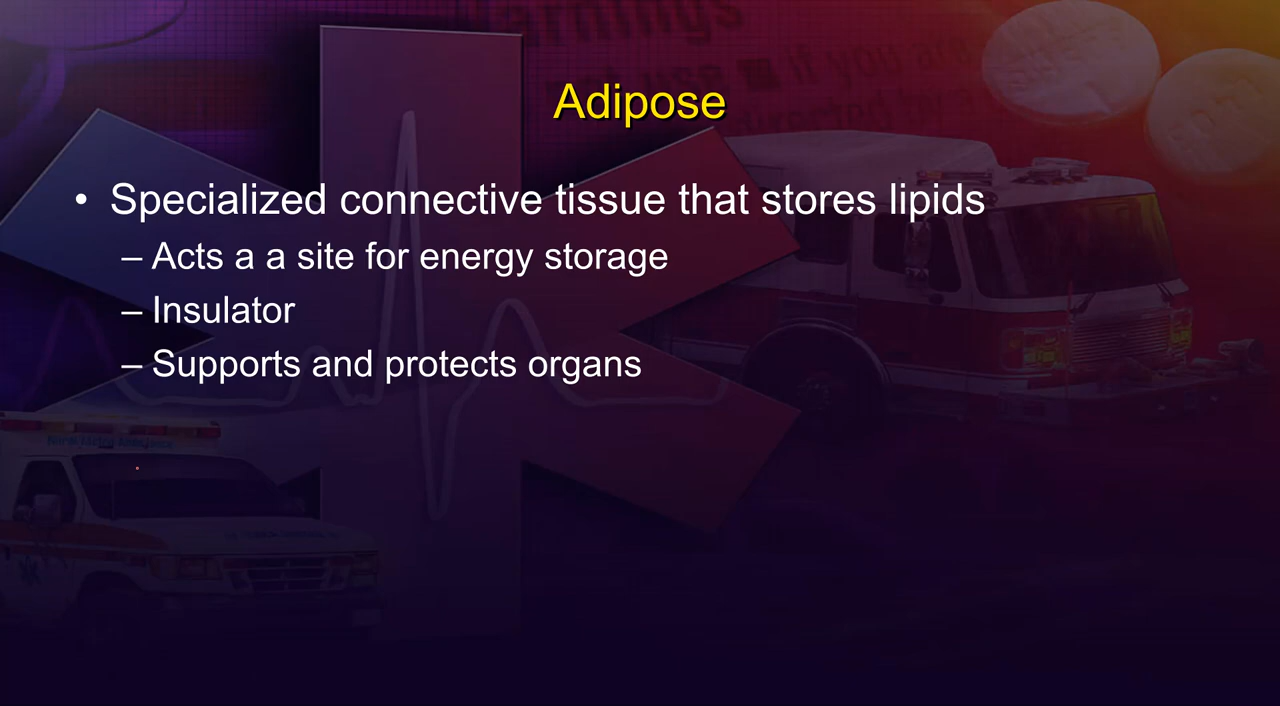 Adipose
• Specialized connective tissue that stores lipids
– Acts a a site for energy storage
– Insulator
– Supports and protects organs